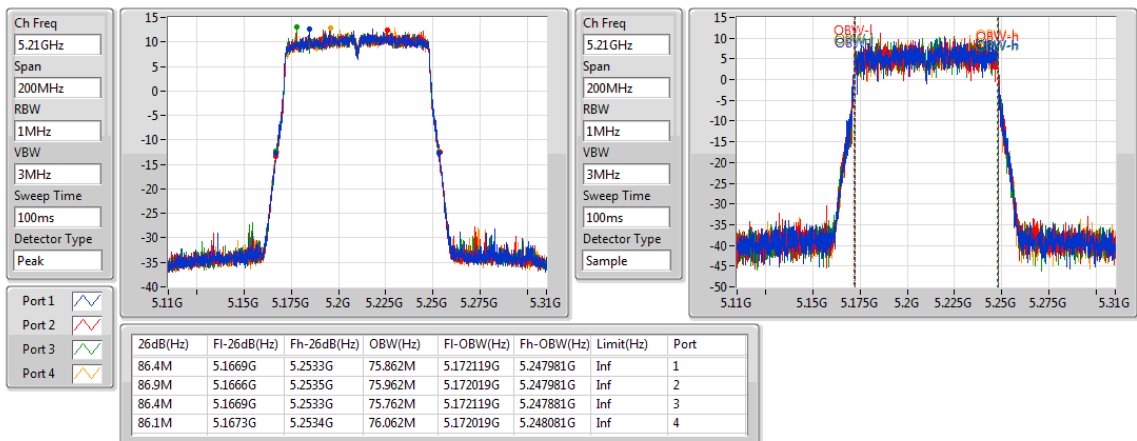 Ch Freq
5.21GHz
Span
200MHz
RBW
1MHz
VBW
3MHz
Sweep Time
100ms
Detector Type
Peak
15
10
5
0
-5
-10
-15
-20
-25
-30
-35
-40
5.11G 5.15G 5.175G 5.2G 5.225G 5.25G 5.275G 5.31G
Ch Freq
5.21GHz
Span
200MHz
RBW
1MHz
VBW
3MHz
Sweep Time
100ms
Detector Type
Sample
15
10
5
0
-5
-10
-15
-20
-25
-30
-35
-40
-45
-50
OBW-l
OBW-h
OBW-h
5.11G 5.15G 5.175G 5.2G 5.225G 5.25G 5.275G 5.31G
Port 1
Port 2
Port 3
Port 4
26dB(Hz) Fl-26dB(Hz) Fh-26dB(Hz) OBW(Hz) Fl-OBW(Hz) Fh-OBW(Hz) Limit(Hz) Port
86.4M 5.1669G 5.2533G 75.862M 5.172119G 5.247981G Inf 1
86.9M 5.1666G 5.2535G 75.962M 5.172019G 5.247981G Inf 2
86.4M 5.1669G 5.2533G 75.762M 5.172119G 5.247881G Inf 3
86.1M 5.1673G 5.2534G 76.062M 5.172019G 5.248081G Inf 4